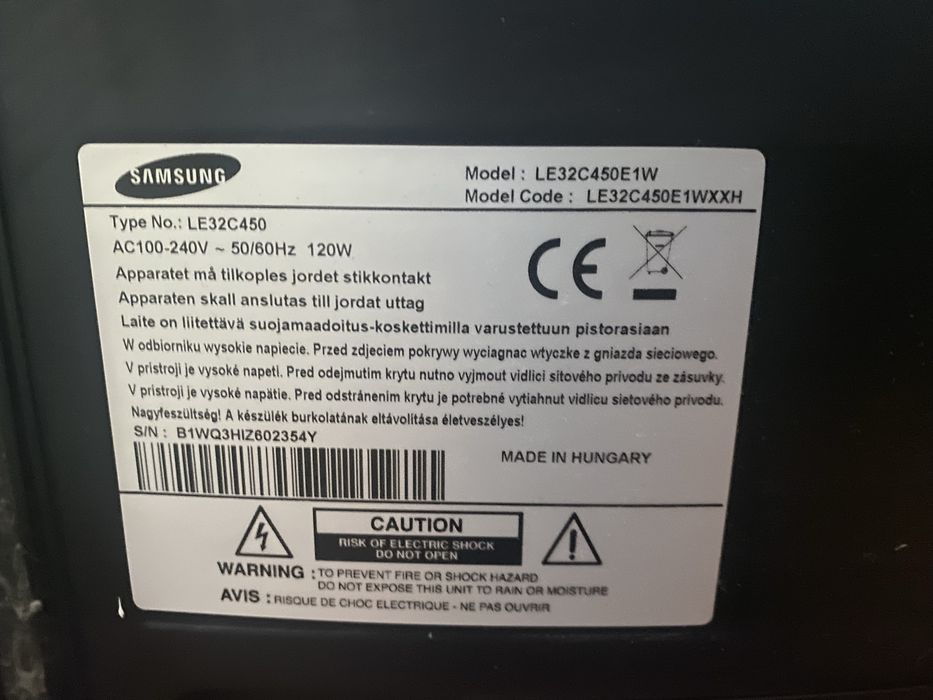 SAMSUNG
Model : LE32C450E1W
Model Code : LE32C450E1WXXH
Type No.: LE32C450
AC100-240V ~ 50/60Hz 120W
Apparatet må tilkoples jordet stikkontakt
Apparaten skall anslutas till jordat uttag
Laite on liitettävä suojamaadoitus-koskettimilla varustettuun pistorasiaan
W odbiorniku wysokie napiecie. Przed zdjeciem pokrywy wyciagnac wtyczke z gniazda sieciowego.
V pristroji je vysoké napeti. Pred odejmutim krytu nutno vyjmout vidlici sitového privodu ze zásuvky.
V pristroji je vysoké napätie. Pred odstránenim krytu je potrebné vytiahnut vidlicu sietového privodu.
Nagyfeszültség! A készülék burkolatának eltávolítása életveszélyes!
S/N : B1WQ3HIZ602354Y
MADE IN HUNGARY
CE
CAUTION
RISK OF ELECTRIC SHOCK
DO NOT OPEN
WARNING : TO PREVENT FIRE OR SHOCK HAZARD
DO NOT EXPOSE THIS UNIT TO RAIN OR MOISTURE
AVIS : RISQUE DE CHOC ELECTRIQUE - NE PAS OUVRIR